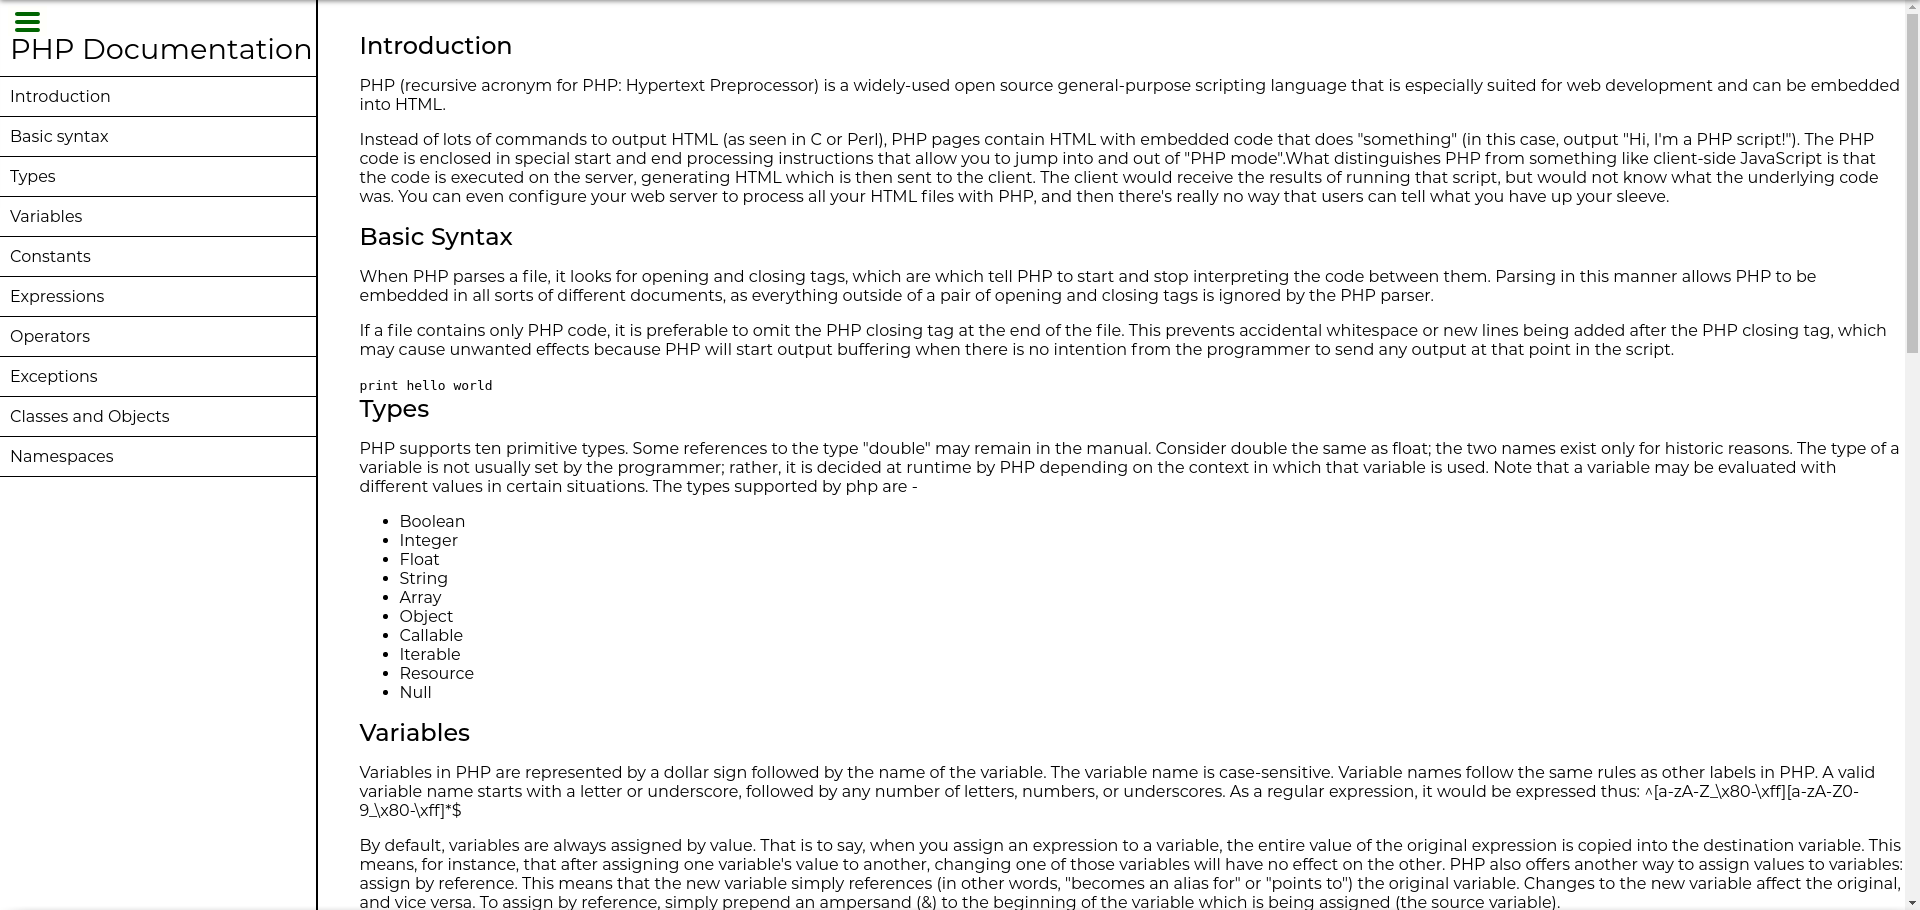 PHP Documentation
Introduction
Basic syntax
Types
Variables
Constants
Expressions
Operators
Exceptions
Classes and Objects
Namespaces
Introduction
PHP (recursive acronym for PHP: Hypertext Preprocessor) is a widely-used open source general-purpose scripting language that is especially suited for web development and can be embedded
into HTML.
Instead of lots of commands to output HTML (as seen in C or Perl), PHP pages contain HTML with embedded code that does "something" (in this case, output "Hi, I'm a PHP script!"). The PHP
code is enclosed in special start and end processing instructions that allow you to jump into and out of "PHP mode".What distinguishes PHP from something like client-side JavaScript is that
the code is executed on the server, generating HTML which is then sent to the client. The client would receive the results of running that script, but would not know what the underlying code
was. You can even configure your web server to process all your HTML files with PHP, and then there's really no way that users can tell what you have up your sleeve.
Basic Syntax
When PHP parses a file, it looks for opening and closing tags, which are which tell PHP to start and stop interpreting the code between them. Parsing in this manner allows PHP to be
embedded in all sorts of different documents, as everything outside of a pair of opening and closing tags is ignored by the PHP parser.
If a file contains only PHP code, it is preferable to omit the PHP closing tag at the end of the file. This prevents accidental whitespace or new lines being added after the PHP closing tag, which
may cause unwanted effects because PHP will start output buffering when there is no intention from the programmer to send any output at that point in the script.
print hello world
Types
PHP supports ten primitive types. Some references to the type "double" may remain in the manual. Consider double the same as float; the two names exist only for historic reasons. The type of a
variable is not usually set by the programmer; rather, it is decided at runtime by PHP depending on the context in which that variable is used. Note that a variable may be evaluated with
different values in certain situations. The types supported by php are -
Boolean
Integer
Float
String
Array
Object
Callable
Iterable
Resource
Null
Variables
Variables in PHP are represented by a dollar sign followed by the name of the variable. The variable name is case-sensitive. Variable names follow the same rules as other labels in PHP. A valid
variable name starts with a letter or underscore, followed by any number of letters, numbers, or underscores. As a regular expression, it would be expressed thus: ^[a-zA-Z_\x80-\xff][a-zA-Z0-
9_\x80-\xff]*$
By default, variables are always assigned by value. That is to say, when you assign an expression to a variable, the entire value of the original expression is copied into the destination variable. This
means, for instance, that after assigning one variable's value to another, changing one of those variables will have no effect on the other. PHP also offers another way to assign values to variables:
assign by reference. This means that the new variable simply references (in other words, "becomes an alias for" or "points to") the original variable. Changes to the new variable affect the original,
and vice versa. To assign by reference, simply prepend an ampersand (&) to the beginning of the variable which is being assigned (the source variable).